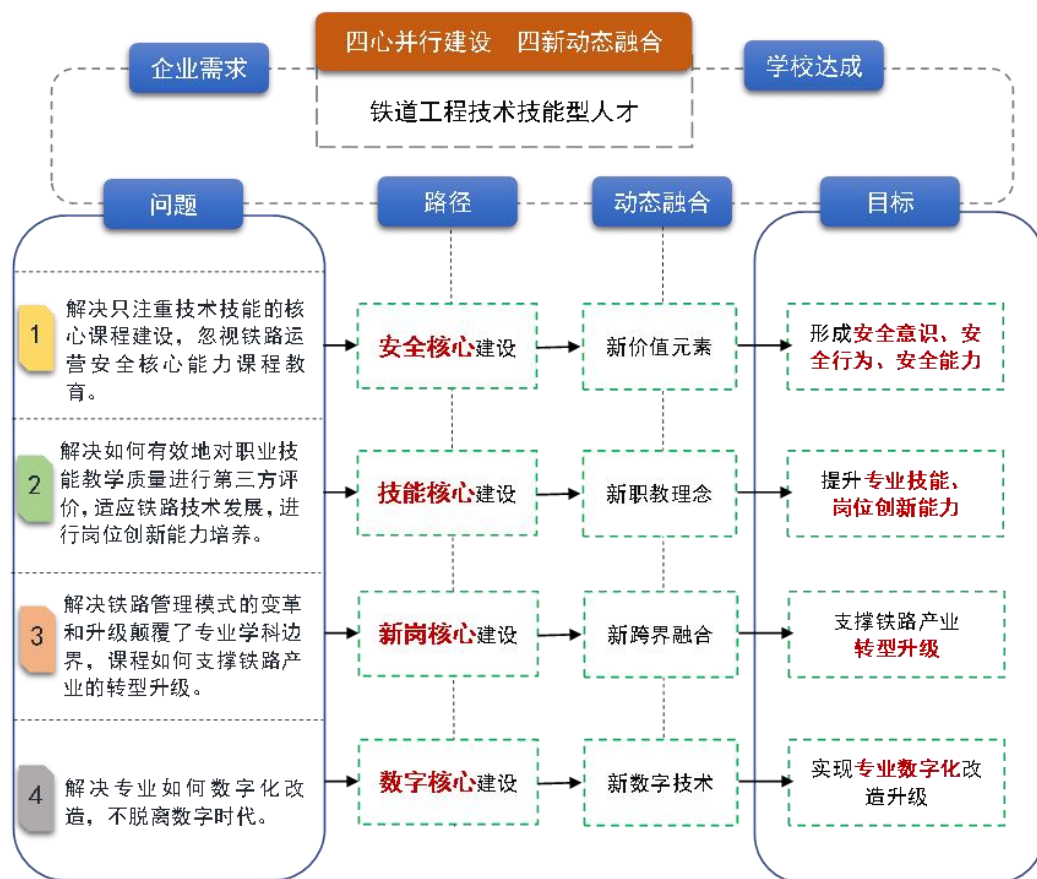 四心并行建设 四新动态融合
企业需求
学校达成
铁道工程技术技能型人才
问题
路径
动态融合
目标
1
解决只注重技术技能的核
心课程建设，忽视铁路运
营安全核心能力课程教
育。
安全核心建设
新价值元素
形成安全意识、安
全行为、安全能力
2
解决如何有效地对职业技
能教学质量进行第三方评
价，适应铁路技术发展，进
行岗位创新能力培养。
技能核心建设
新职教理念
提升专业技能、
岗位创新能力
3
解决铁路管理模式的变革
和升级颠覆了专业学科边
界，课程如何支撑铁路产
业的转型升级。
新岗核心建设
新跨界融合
支撑铁路产业
转型升级
4
解决专业如何数字化改
造，不脱离数字时代。
数字核心建设
新数字技术
实现专业数字化改
造升级